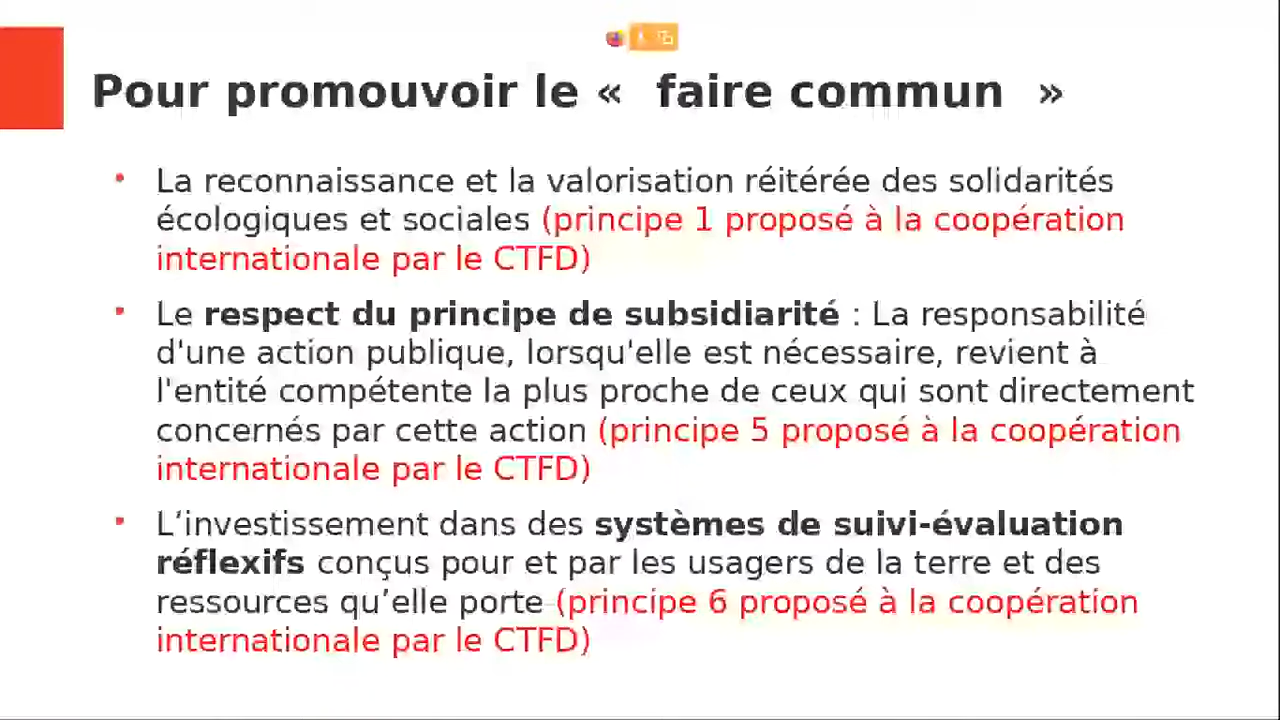 Pour promouvoir le «  faire commun  »
• La reconnaissance et la valorisation réitérée des solidarités
écologiques et sociales (principe 1 proposé à la coopération
internationale par le CTFD)
• Le respect du principe de subsidiarité : La responsabilité
d'une action publique, lorsqu'elle est nécessaire, revient à
l'entité compétente la plus proche de ceux qui sont directement
concernés par cette action (principe 5 proposé à la coopération
internationale par le CTFD)
• L’investissement dans des systèmes de suivi-évaluation
réflexifs conçus pour et par les usagers de la terre et des
ressources qu’elle porte (principe 6 proposé à la coopération
internationale par le CTFD)